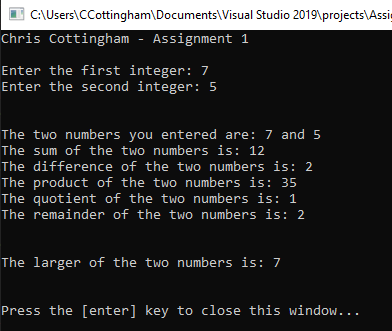 C:\Users\CCottingham\Documents\Visual Studio 2019\projects\Assig
Chris Cottingham - Assignment 1
Enter the first integer: 7
Enter the second integer: 5
The two numbers you entered are: 7 and 5
The sum of the two numbers is: 12
The difference of the two numbers is: 2
The product of the two numbers is: 35
The quotient of the two numbers is: 1
The remainder of the two numbers is: 2
The larger of the two numbers is: 7
Press the [enter] key to close this window...